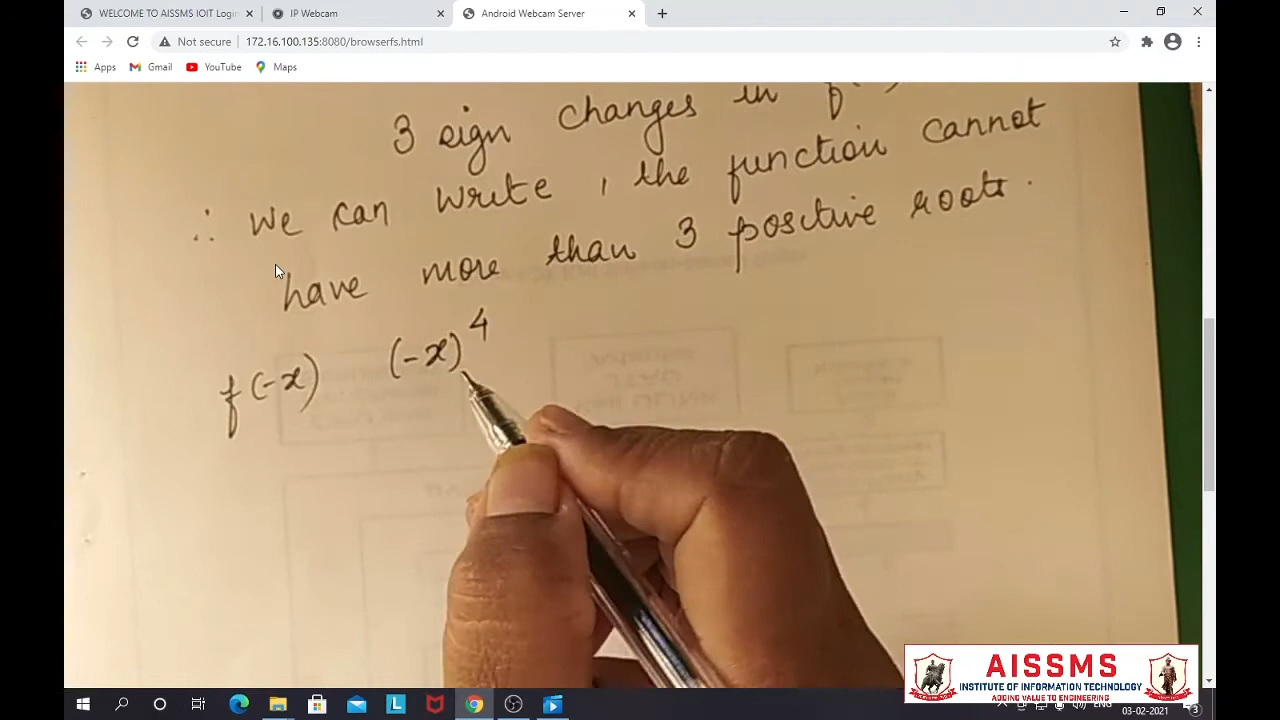 WELCOME TO AISSMS IOIT Login
IP Webcam
Android Webcam Server
Not secure
172.16.100.135:8080/browserfs.html
Apps
Gmail
YouTube
Maps
3 sign changes in
∴ We can write, the function cannot
have more than 3 positive roots.
f(-x) (-x)^4
AISSMS
INSTITUTE OF INFORMATION TECHNOLOGY
ADDING VALUE TO ENGINEERING
ENG
03-02-2021